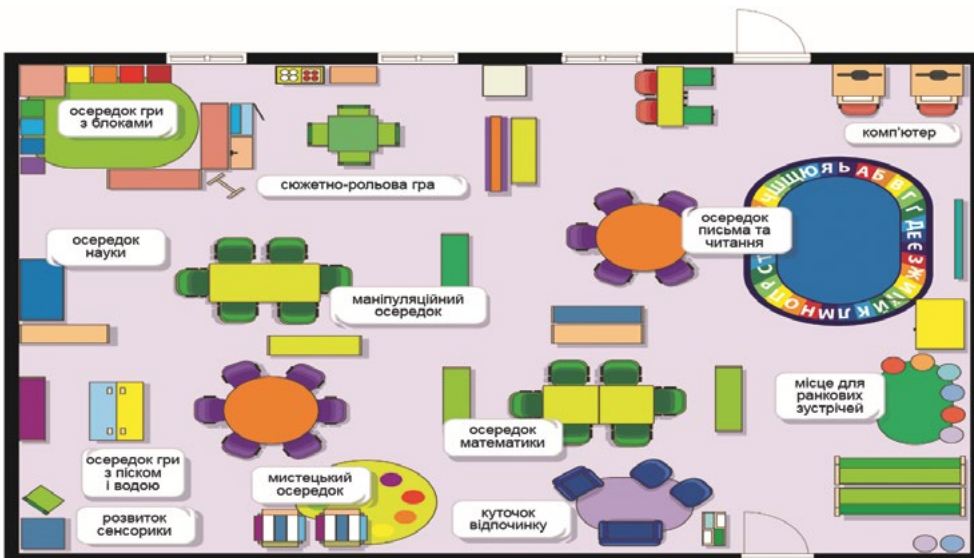 осередок гри
з блоками
сюжетно-рольова гра
комп'ютер
осередок
письма та
читання
А Б В Г Ґ Д Е Є З Ж И Й К Л М Н О П Р С Т
Ц Ю Я Ь
осередок
науки
маніпуляційний
осередок
місце для
ранкових
зустрічей
осередок
математики
осередок гри
з піском
і водою
мистецький
осередок
куточок
відпочинку
розвиток
сенсорики